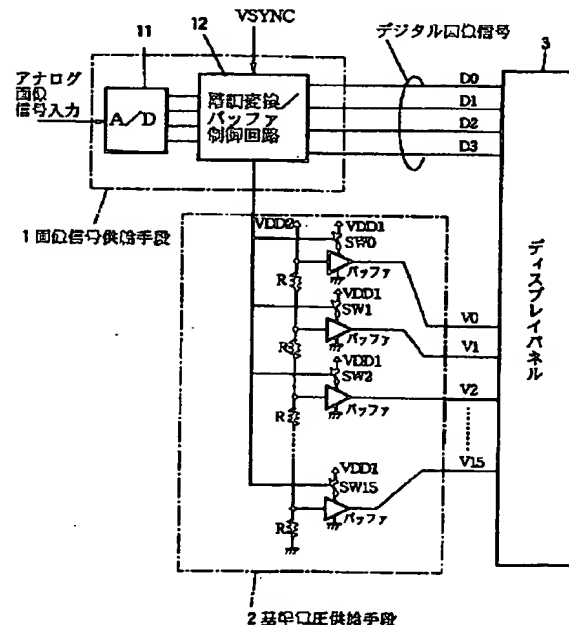 VSYNC
11
12
デジタル画像信号
3
アナログ
画像
信号入力
A/D
階調変換/
バッファ
制御回路
D0
D1
D2
D3
1 画像信号供給手段
VDD2
VDD1
SW0
バッファ
R
VDD1
SW1
バッファ
R
VDD1
SW2
バッファ
R
VDD1
SW15
バッファ
R
V0
V1
V2
V15
ディスプレイパネル
2 基準電圧供給手段